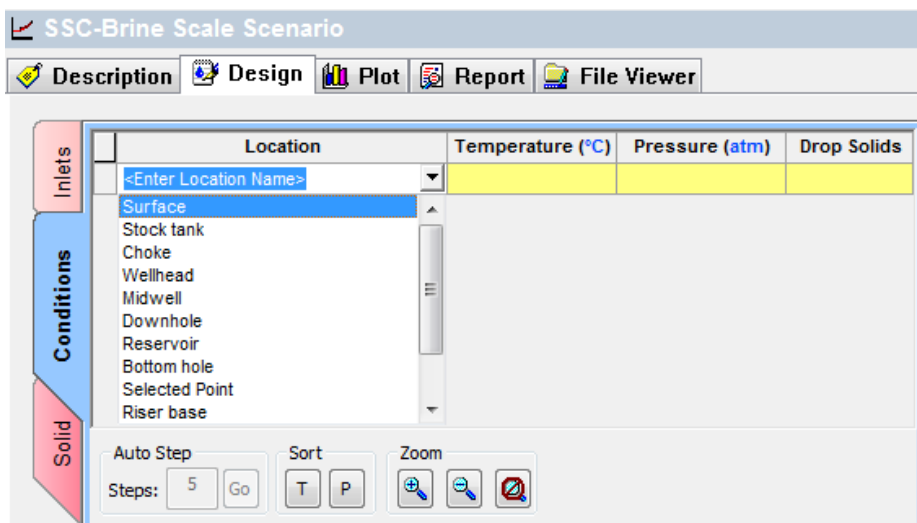 SSC-Brine Scale Scenario
Description Design Plot Report File Viewer
Inlets
Conditions
Solid
Location Temperature (°C) Pressure (atm) Drop Solids
<Enter Location Name>
Surface
Stock tank
Choke
Wellhead
Midwell
Downhole
Reservoir
Bottom hole
Selected Point
Riser base
Auto Step Sort Zoom
Steps: 5 Go T P